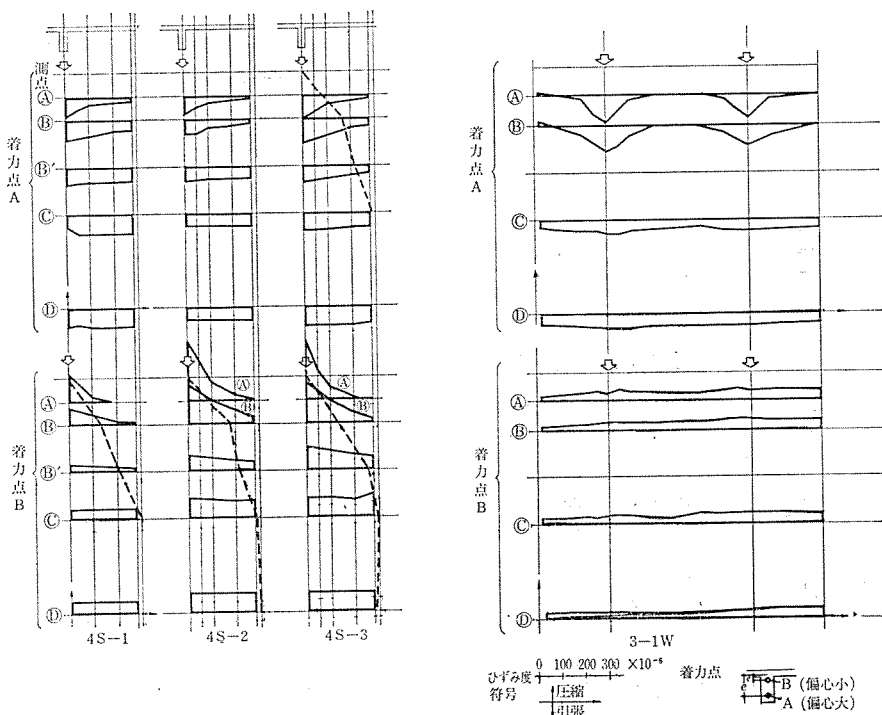 測点
着力点A
Ⓐ
Ⓑ
Ⓑ′
Ⓒ
Ⓓ
着力点B
Ⓐ
Ⓑ
Ⓑ′
Ⓒ
Ⓓ
Ⓐ
Ⓑ
Ⓐ
Ⓑ
4S-1
4S-2
4S-3
着力点A
Ⓐ
Ⓑ
Ⓒ
Ⓓ
着力点B
Ⓐ
Ⓑ
Ⓒ
Ⓓ
3-1W
ひずみ度 0 100 200 300 ×10⁻⁶
符号
圧縮
引張
着力点
e
B (偏心小)
A (偏心大)